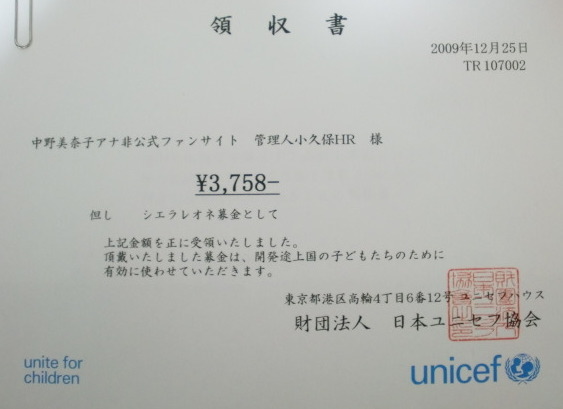 領収書
2009年12月25日
TR 107002
中野美奈子アナ非公式ファンサイト 管理人小久保HR 様
¥3,758-
但し シエラレオネ募金として
上記金額を正に受領いたしました。
頂戴いたしました募金は、開発途上国の子どもたちのために
有効に使わせていただきます。
東京都港区高輪4丁目6番12号 ユニセフハウス
財団法人 日本ユニセフ協会
unite for
children
unicef